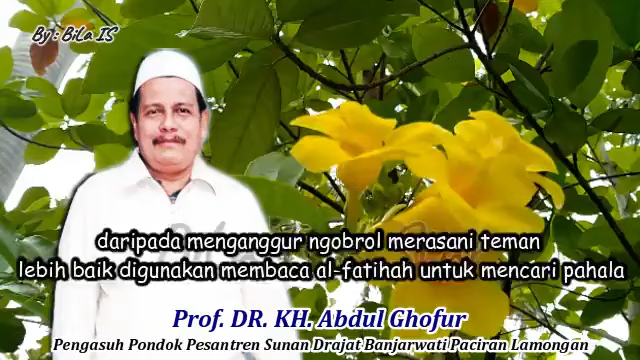 By : BiLa IS
daripada menganggur ngobrol merasani teman
lebih baik digunakan membaca al-fatihah untuk mencari pahala
Prof. DR. KH. Abdul Ghofur
Pengasuh Pondok Pesantren Sunan Drajat Banjarwati Paciran Lamongan